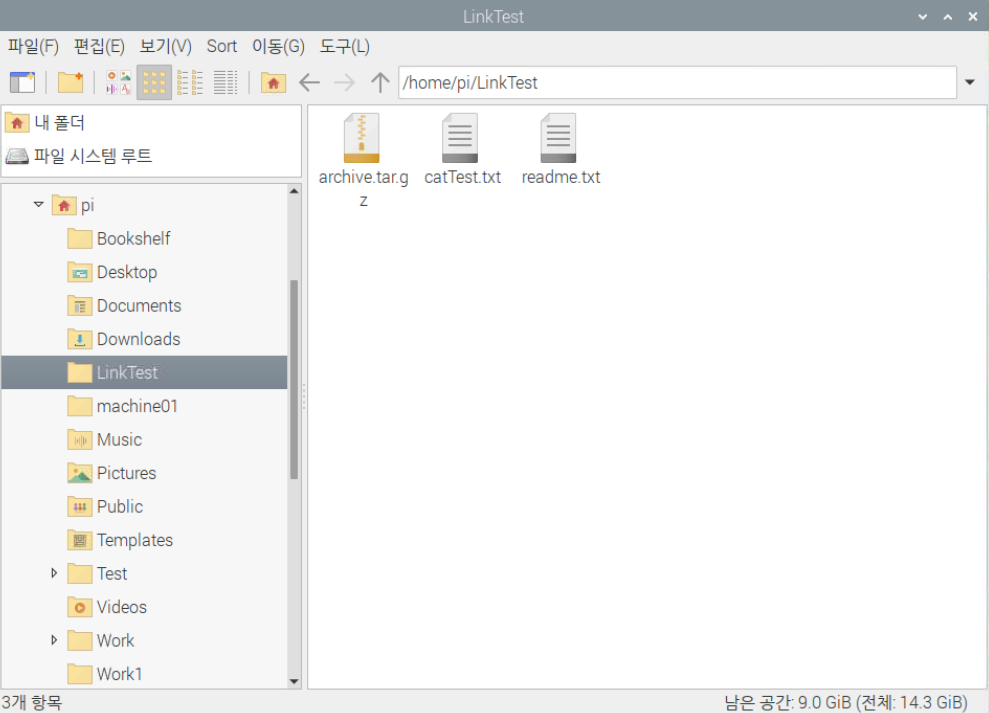 LinkTest
파일(F) 편집(E) 보기(V) Sort 이동(G) 도구(L)
/home/pi/LinkTest
내 폴더
파일 시스템 루트
pi
Bookshelf
Desktop
Documents
Downloads
LinkTest
machine01
Music
Pictures
Public
Templates
Test
Videos
Work
Work1
archive.tar.g
z
catTest.txt
readme.txt
3개 항목
남은 공간: 9.0 GiB (전체: 14.3 GiB)